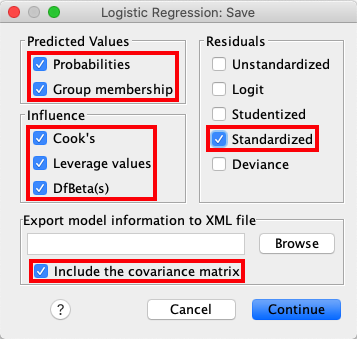 Logistic Regression: Save
Predicted Values
Probabilities
Group membership
Influence
Cook's
Leverage values
DfBeta(s)
Residuals
Unstandardized
Logit
Studentized
Standardized
Deviance
Export model information to XML file
Browse
Include the covariance matrix
?
Cancel
Continue